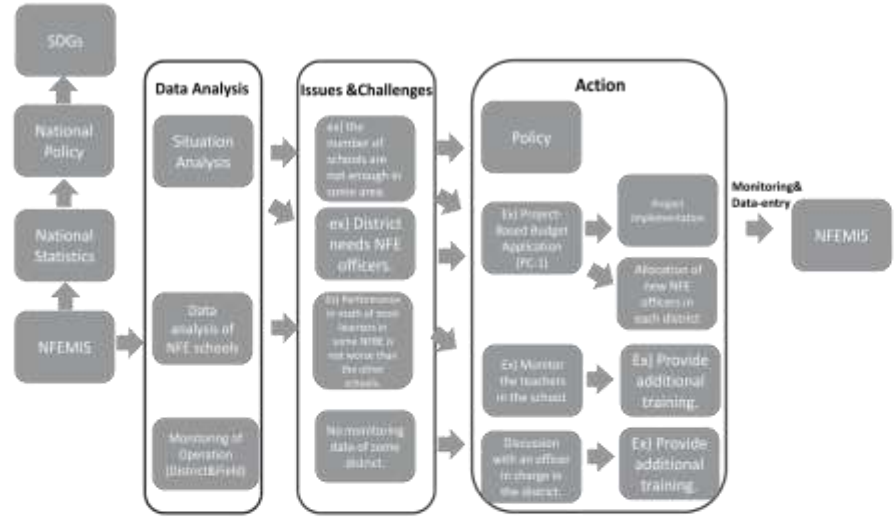 SDGs
National
Policy
National
Statistics
NFEMIS
Data Analysis
Situation
Analysis
Data
analysis of
NFE schools
Monitoring of
Operation
(District&Field)
Issues &Challenges
ex) the
number of
schools are
not enough in
some area.
ex) District
needs NFE
officers.
Ex) Performance
in math of most
learners in
some NFBE is
not worse than
the other
schools.
No monitoring
data of some
district.
Action
Policy
Ex) Project-
Based Budget
Application
(PC-1)
Project
Implementation
Allocation of
new NFE
officers in
each district
Ex) Monitor
the teachers
in the school
Ex) Provide
additional
training.
Discussion
with an officer
in charge in
the district.
Ex) Provide
additional
training.
Monitoring&
Data-entry
NFEMIS